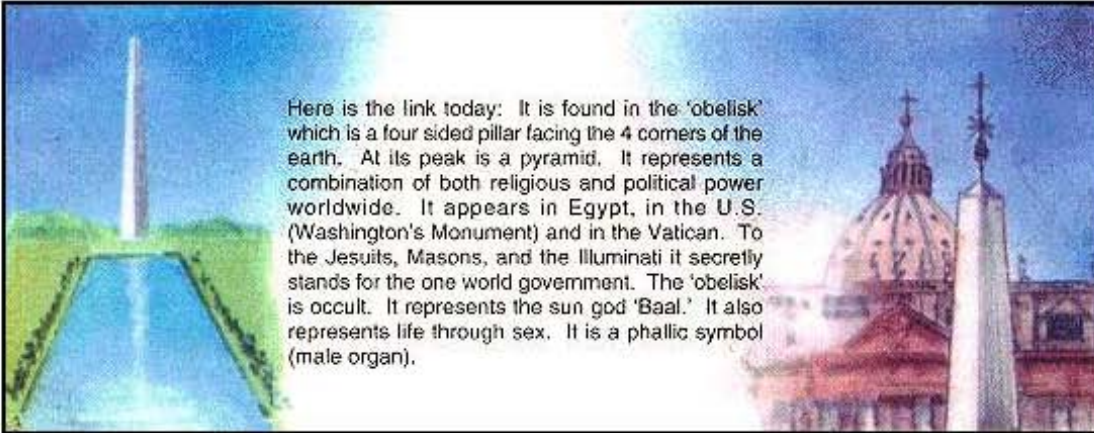 Here is the link today: It is found in the 'obelisk'
which is a four sided pillar facing the 4 corners of the
earth. At its peak is a pyramid. It represents a
combination of both religious and political power
worldwide. It appears in Egypt, in the U.S.
(Washington's Monument) and in the Vatican. To
the Jesuits, Masons, and the Illuminati it secretly
stands for the one world government. The 'obelisk'
is occult. It represents the sun god 'Baal.' It also
represents life through sex. It is a phallic symbol
(male organ).